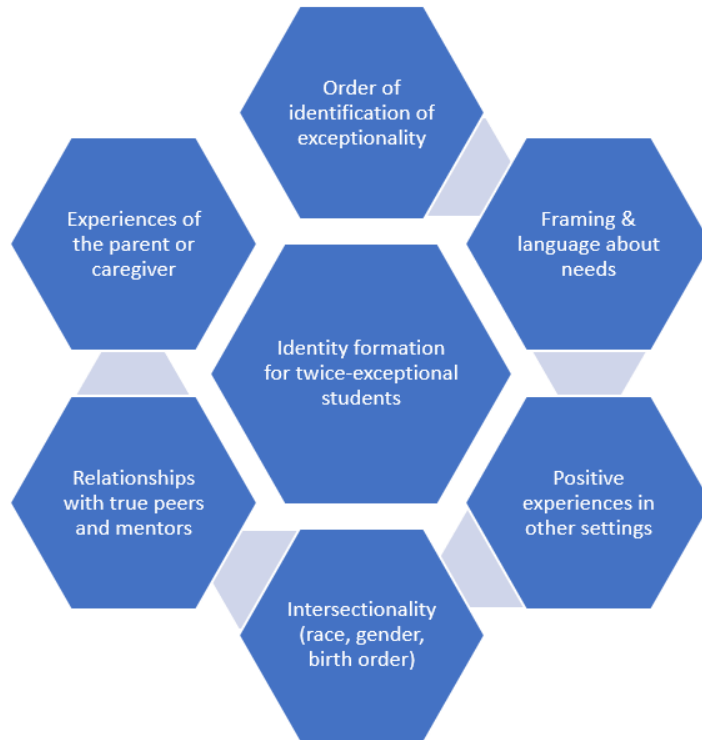 Order of
identification of
exceptionality
Framing &
language about
needs
Positive
experiences in
other settings
Intersectionality
(race, gender,
birth order)
Relationships
with true peers
and mentors
Experiences of
the parent or
caregiver
Identity formation
for twice-exceptional
students